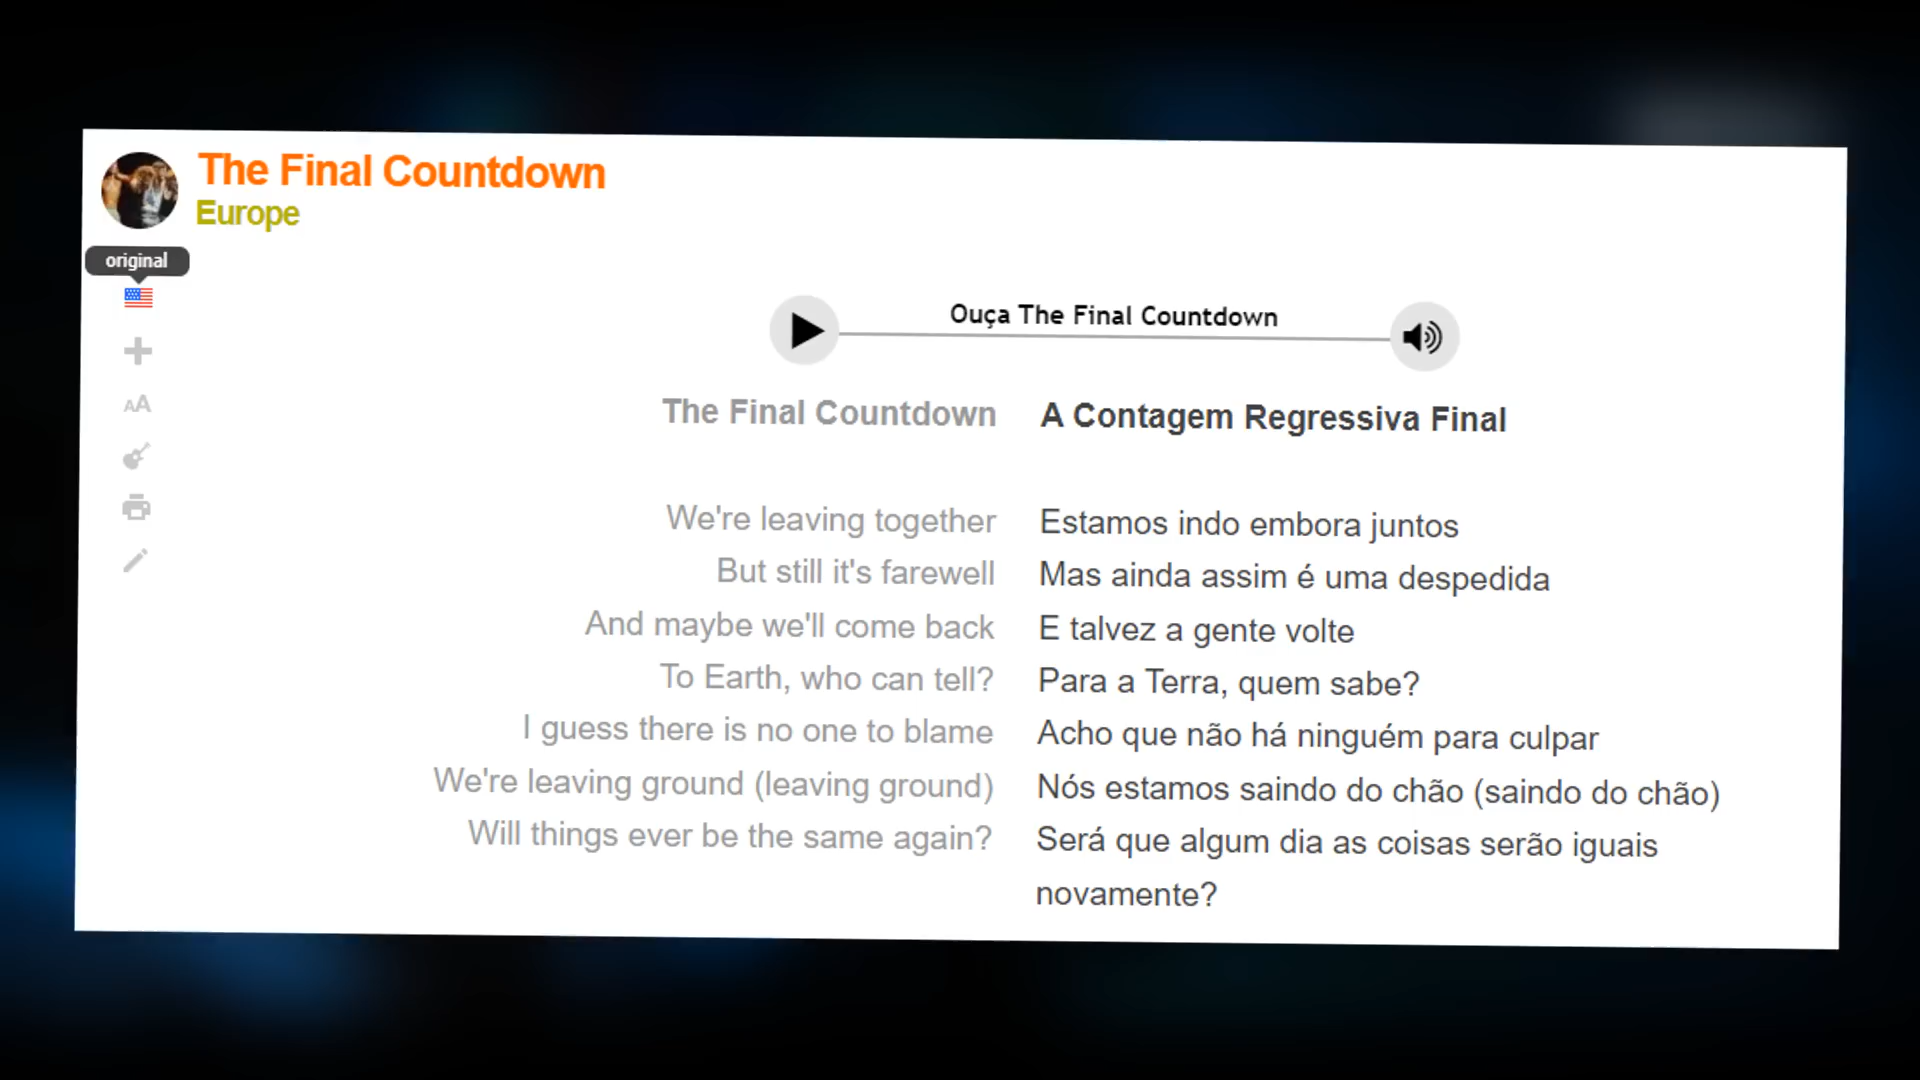 The Final Countdown
Europe
original
Ouça The Final Countdown
AA
The Final Countdown
A Contagem Regressiva Final
We're leaving together
Estamos indo embora juntos
But still it's farewell
Mas ainda assim é uma despedida
And maybe we'll come back
E talvez a gente volte
To Earth, who can tell?
Para a Terra, quem sabe?
I guess there is no one to blame
Acho que não há ninguém para culpar
We're leaving ground (leaving ground)
Nós estamos saindo do chão (saindo do chão)
Will things ever be the same again?
Será que algum dia as coisas serão iguais
novamente?